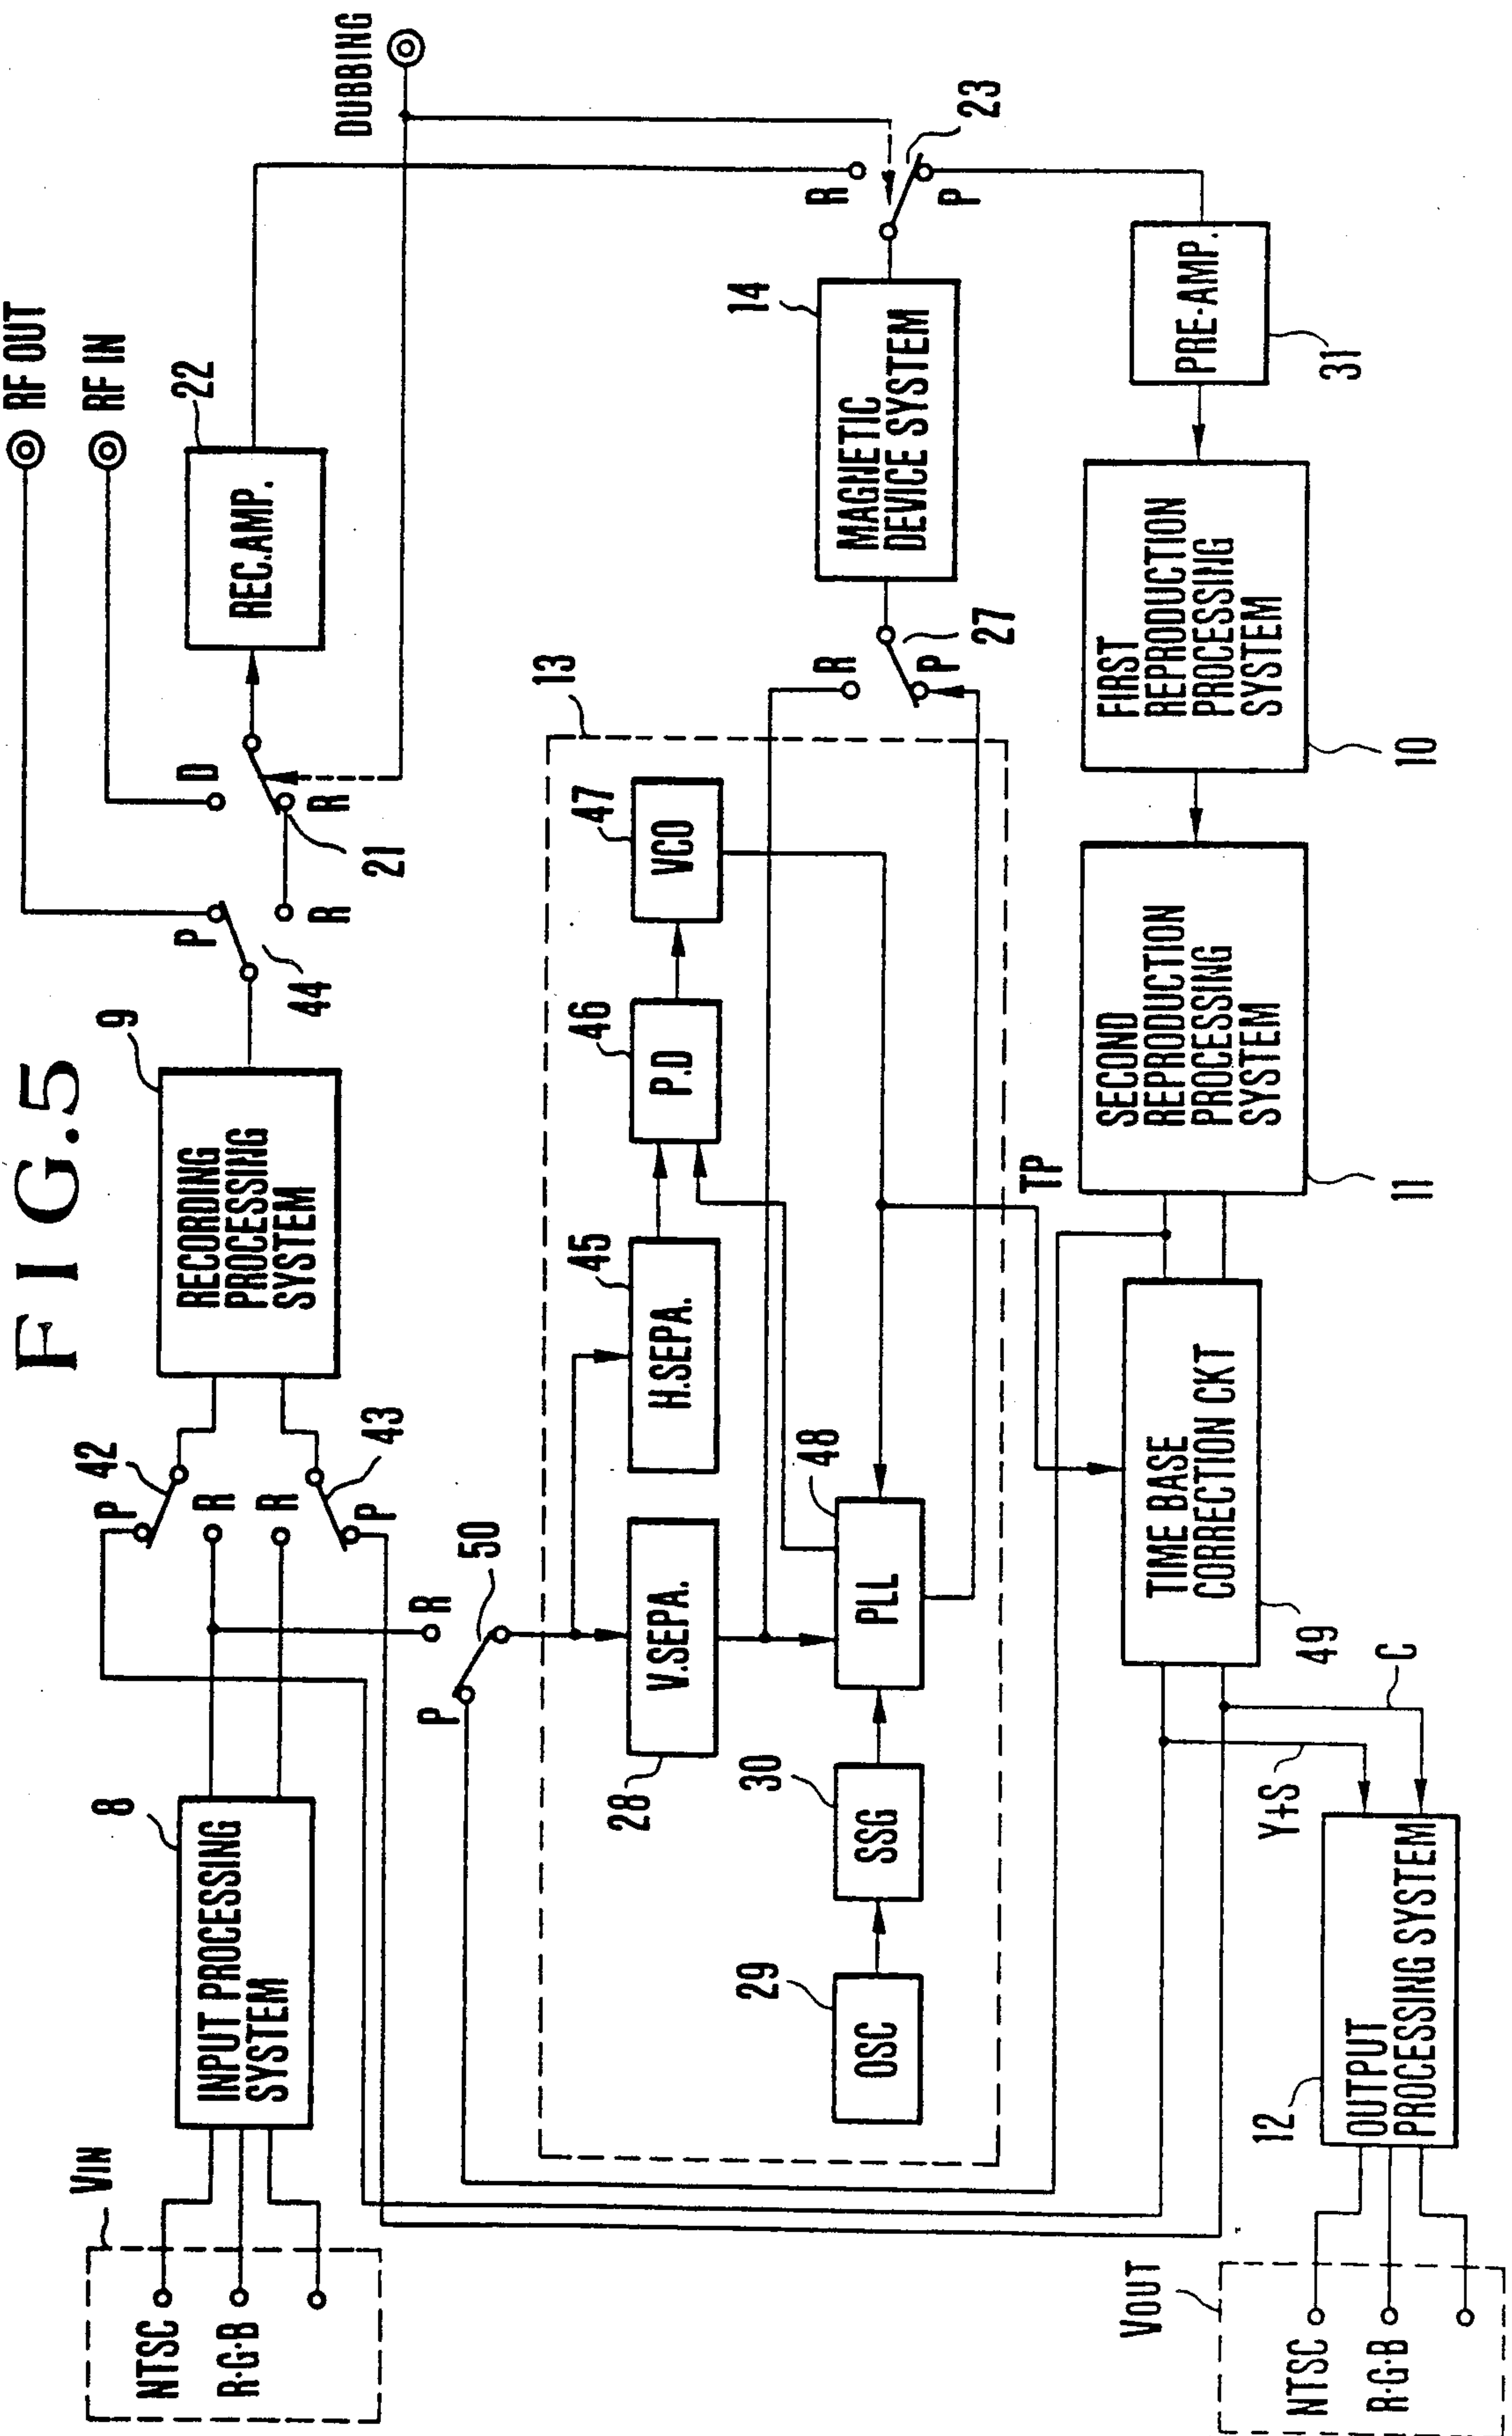 FIG.5
VIN
NTSC
R·G·B
8
INPUT PROCESSING
SYSTEM
P
42
R
R
43
P
9
RECORDING
PROCESSING
SYSTEM
P
44
R
D
21
R
22
REC.AMP.
RF OUT
RF IN
DUBBING
P
50
R
13
28
V.SEPA.
45
H.SEPA.
46
P.D
47
VCO
29
OSC
30
SSG
48
PLL
R
27
P
14
MAGNETIC
DEVICE SYSTEM
R
23
P
TP
PRE-AMP.
31
FIRST
REPRODUCTION
PROCESSING
SYSTEM
10
SECOND
REPRODUCTION
PROCESSING
SYSTEM
11
TIME BASE
CORRECTION CKT
49
Y+S
C
12
OUTPUT
PROCESSING SYSTEM
VOUT
NTSC
R·G·B